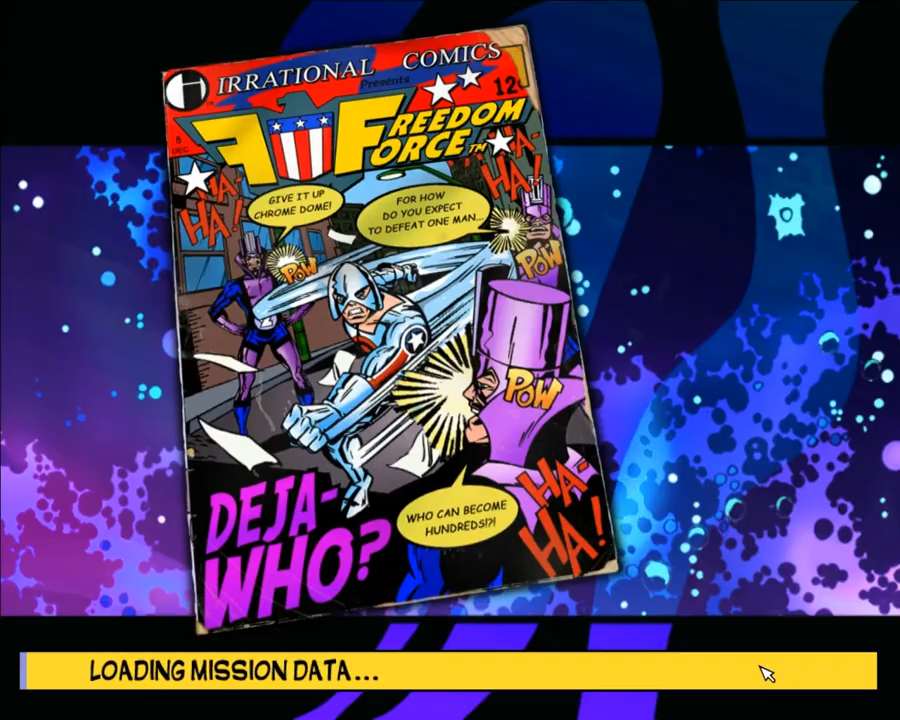 IRRATIONAL COMICS
Presents
12¢
5
DEC
FF
FREEDOM
FORCE TM
HA-
HA!
HA-
HA!
GIVE IT UP
CHROME DOME!
FOR HOW
DO YOU EXPECT
TO DEFEAT ONE MAN...
POW
POW
POW
DEJA-
WHO?
WHO CAN BECOME
HUNDREDS!?!
HA-
HA!
LOADING MISSION DATA...